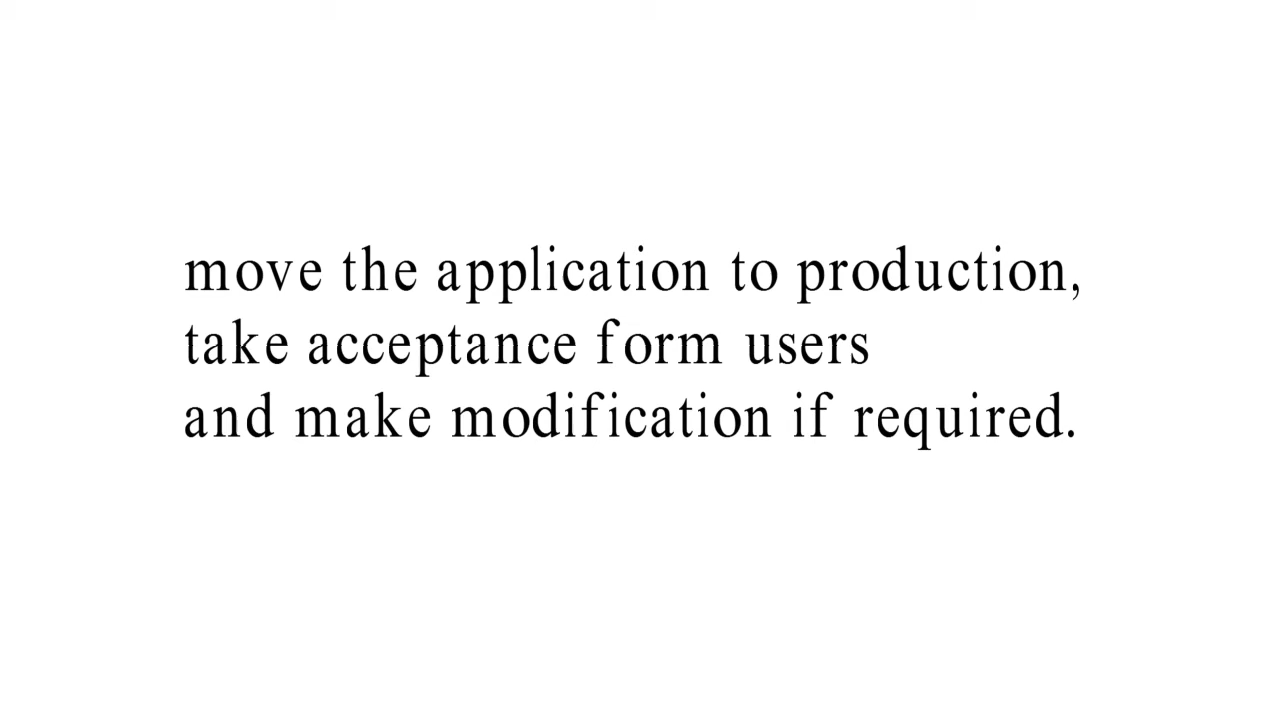 move the application to production,
take acceptance form users
and make modification if required.